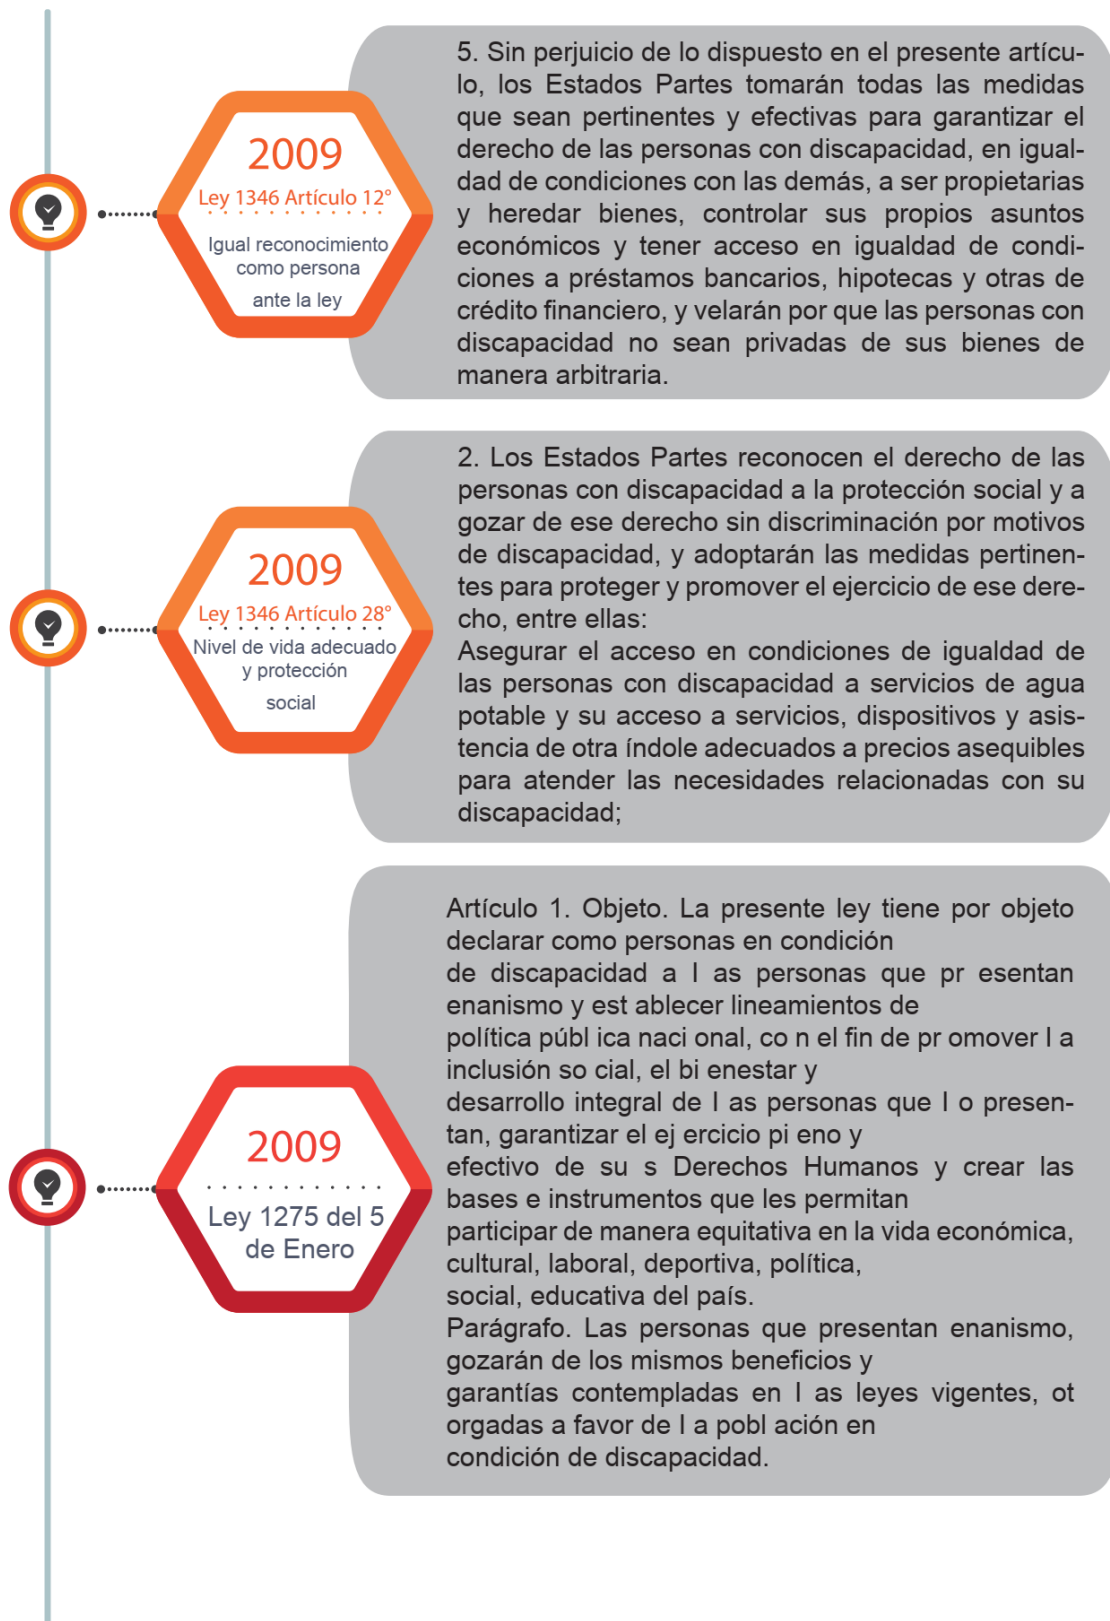 2009
Ley 1346 Artículo 12°
Igual reconocimiento
como persona
ante la ley
5. Sin perjuicio de lo dispuesto en el presente artícu-
lo, los Estados Partes tomarán todas las medidas
que sean pertinentes y efectivas para garantizar el
derecho de las personas con discapacidad, en igual-
dad de condiciones con las demás, a ser propietarias
y heredar bienes, controlar sus propios asuntos
económicos y tener acceso en igualdad de condi-
ciones a préstamos bancarios, hipotecas y otras de
crédito financiero, y velarán por que las personas con
discapacidad no sean privadas de sus bienes de
manera arbitraria.
2009
Ley 1346 Artículo 28°
Nivel de vida adecuado
y protección
social
2. Los Estados Partes reconocen el derecho de las
personas con discapacidad a la protección social y a
gozar de ese derecho sin discriminación por motivos
de discapacidad, y adoptarán las medidas pertinen-
tes para proteger y promover el ejercicio de ese dere-
cho, entre ellas:
Asegurar el acceso en condiciones de igualdad de
las personas con discapacidad a servicios de agua
potable y su acceso a servicios, dispositivos y asis-
tencia de otra índole adecuados a precios asequibles
para atender las necesidades relacionadas con su
discapacidad;
2009
Ley 1275 del 5
de Enero
Artículo 1. Objeto. La presente ley tiene por objeto
declarar como personas en condición
de discapacidad a l as personas que pr esentan
enanismo y est ablecer lineamientos de
política públ ica naci onal, co n el fin de pr omover l a
inclusión so cial, el bi enestar y
desarrollo integral de l as personas que l o presen-
tan, garantizar el ej ercicio pi eno y
efectivo de su s Derechos Humanos y crear las
bases e instrumentos que les permitan
participar de manera equitativa en la vida económica,
cultural, laboral, deportiva, política,
social, educativa del país.
Parágrafo. Las personas que presentan enanismo,
gozarán de los mismos beneficios y
garantías contempladas en l as leyes vigentes, ot
orgadas a favor de l a pobl ación en
condición de discapacidad.